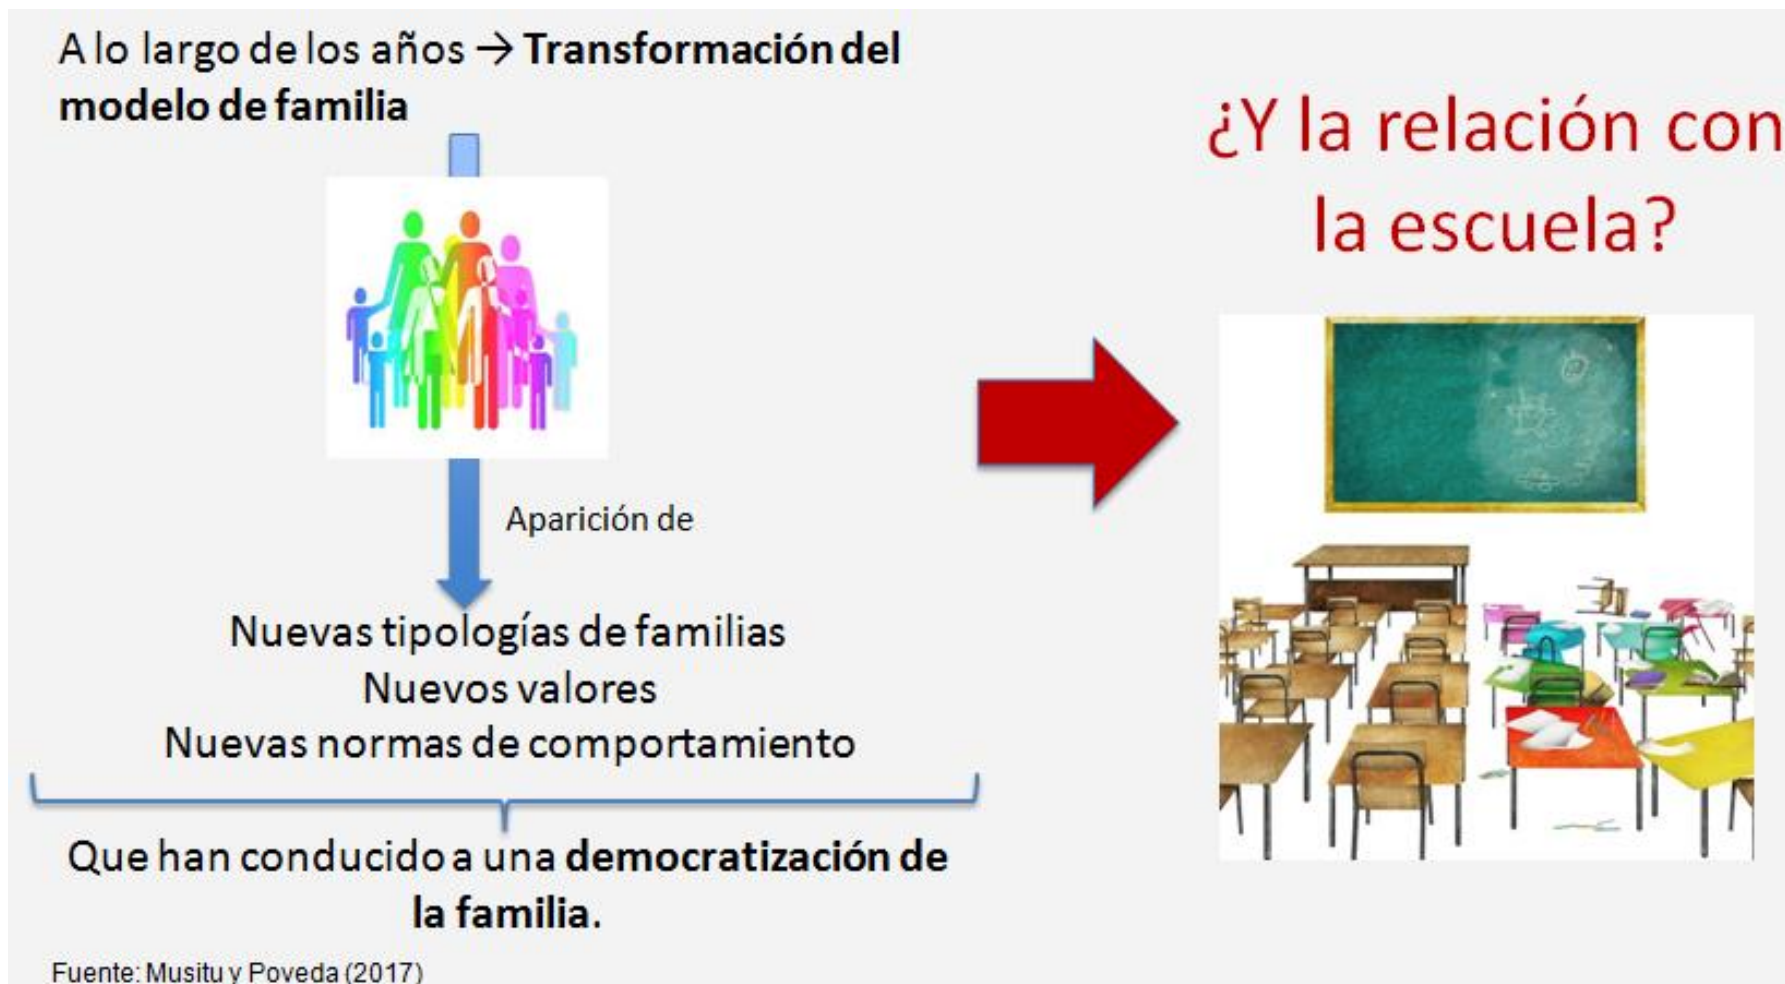 A lo largo de los años → Transformación del
modelo de familia
Aparición de
Nuevas tipologías de familias
Nuevos valores
Nuevas normas de comportamiento
Que han conducido a una democratización de
la familia.
Fuente: Musitu y Poveda (2017)
¿Y la relación con
la escuela?